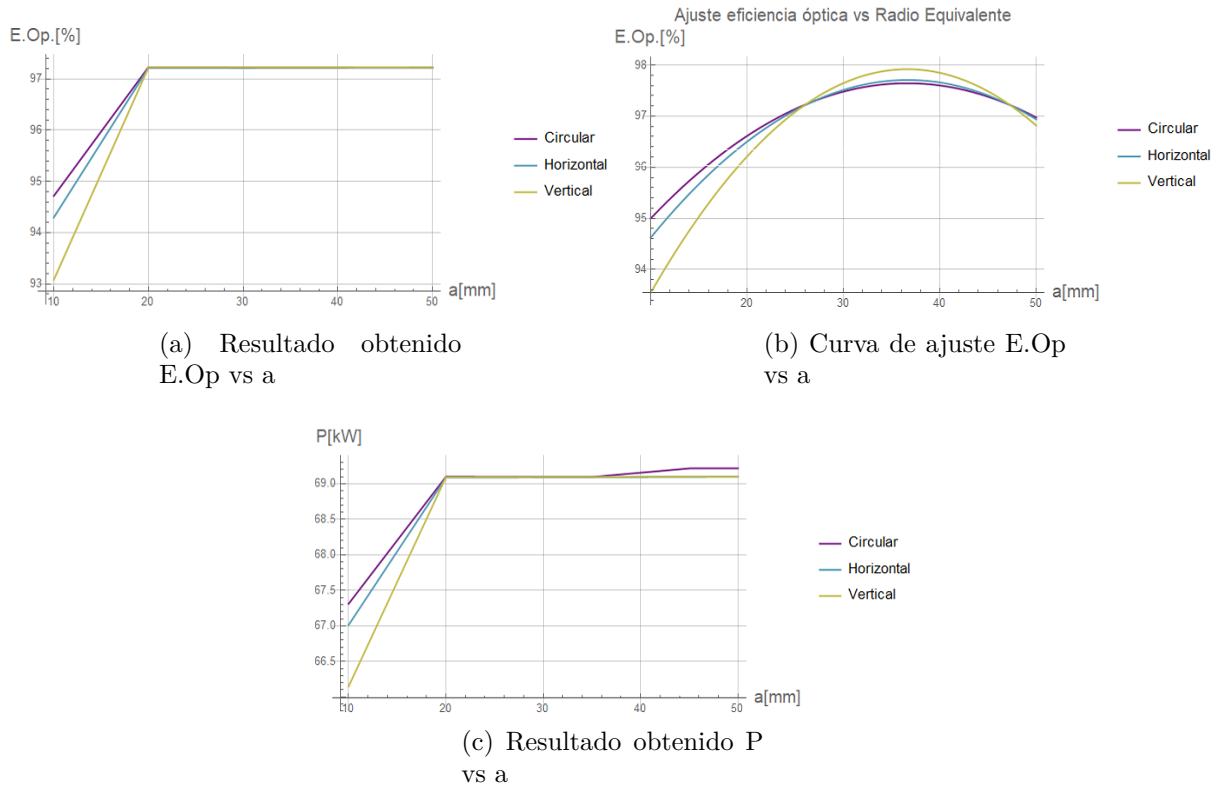 E.Op.[%]
97
96
95
94
93
10
20
30
40
50
a[mm]
Circular
Horizontal
Vertical
(a) Resultado obtenido
E.Op vs a
Ajuste eficiencia óptica vs Radio Equivalente
E.Op.[%]
98
97
96
95
94
20
30
40
50
a[mm]
Circular
Horizontal
Vertical
(b) Curva de ajuste E.Op
vs a
P[kW]
69.0
68.5
68.0
67.5
67.0
66.5
10
20
30
40
50
a[mm]
Circular
Horizontal
Vertical
(c) Resultado obtenido P
vs a